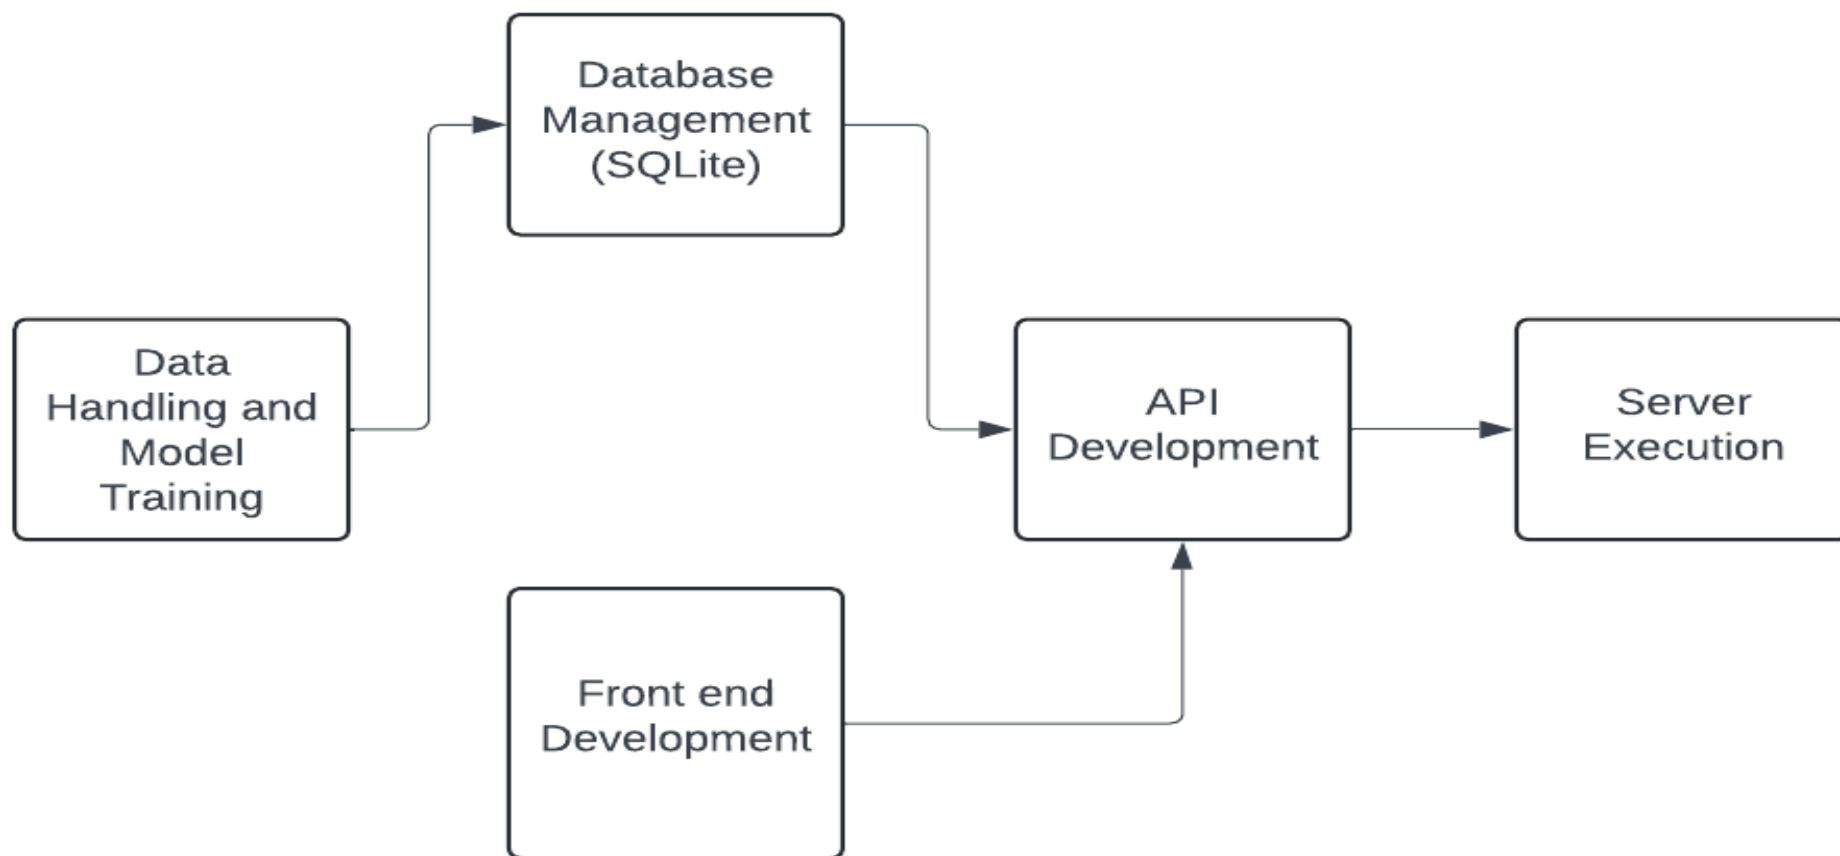 Database
Management
(SQLite)
Data
Handling and
Model
Training
API
Development
Server
Execution
Front end
Development